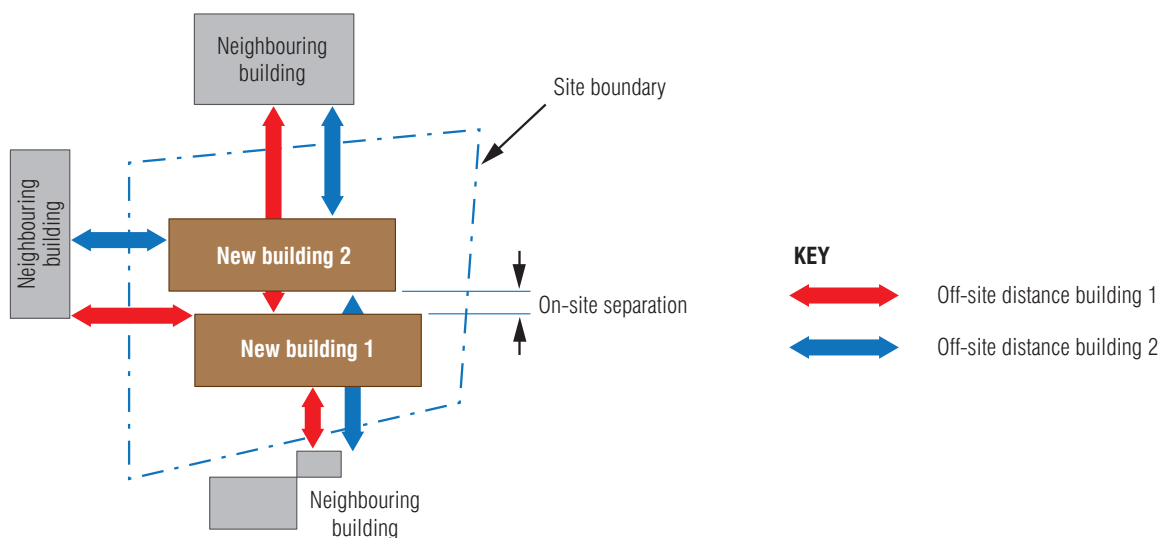 Neighbouring
building
Site boundary
Neighbouring
building
New building 2
On-site separation
New building 1
Neighbouring
building
KEY
Off-site distance building 1
Off-site distance building 2